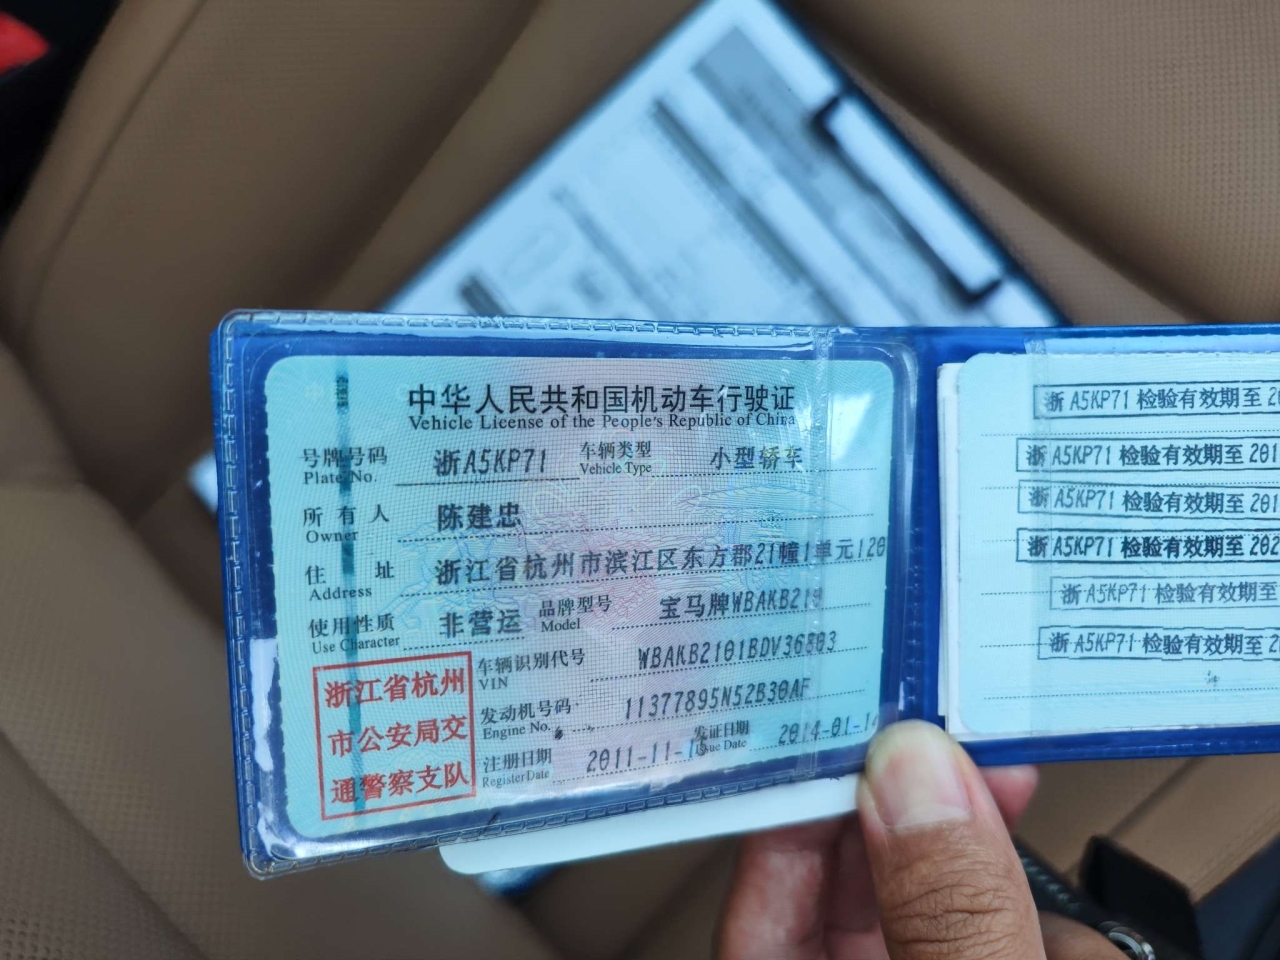 中华人民共和国机动车行驶证
Vehicle License of the People's Republic of China
号牌号码 浙A5KP71 车辆类型 小型轿车
Plate No. Vehicle Type
所有人 陈建忠
Owner
住址 浙江省杭州市滨江区东方郡21幢1单元120
Address
使用性质 非营运 品牌型号 宝马牌WBAKB210
Use Character Model
浙江省杭州
市公安局交
通警察支队
车辆识别代号 WBAKB2101BDV36803
VIN
发动机号码 11377895N52B30AF
Engine No.
注册日期 2011-11- 发证日期 2014-01-1
Register Date Issue Date
浙A5KP71 检验有效期至 2
浙A5KP71 检验有效期至 201
浙A5KP71 检验有效期至 201
浙A5KP71 检验有效期至 202
浙A5KP71 检验有效期至
浙A5KP71 检验有效期至 2